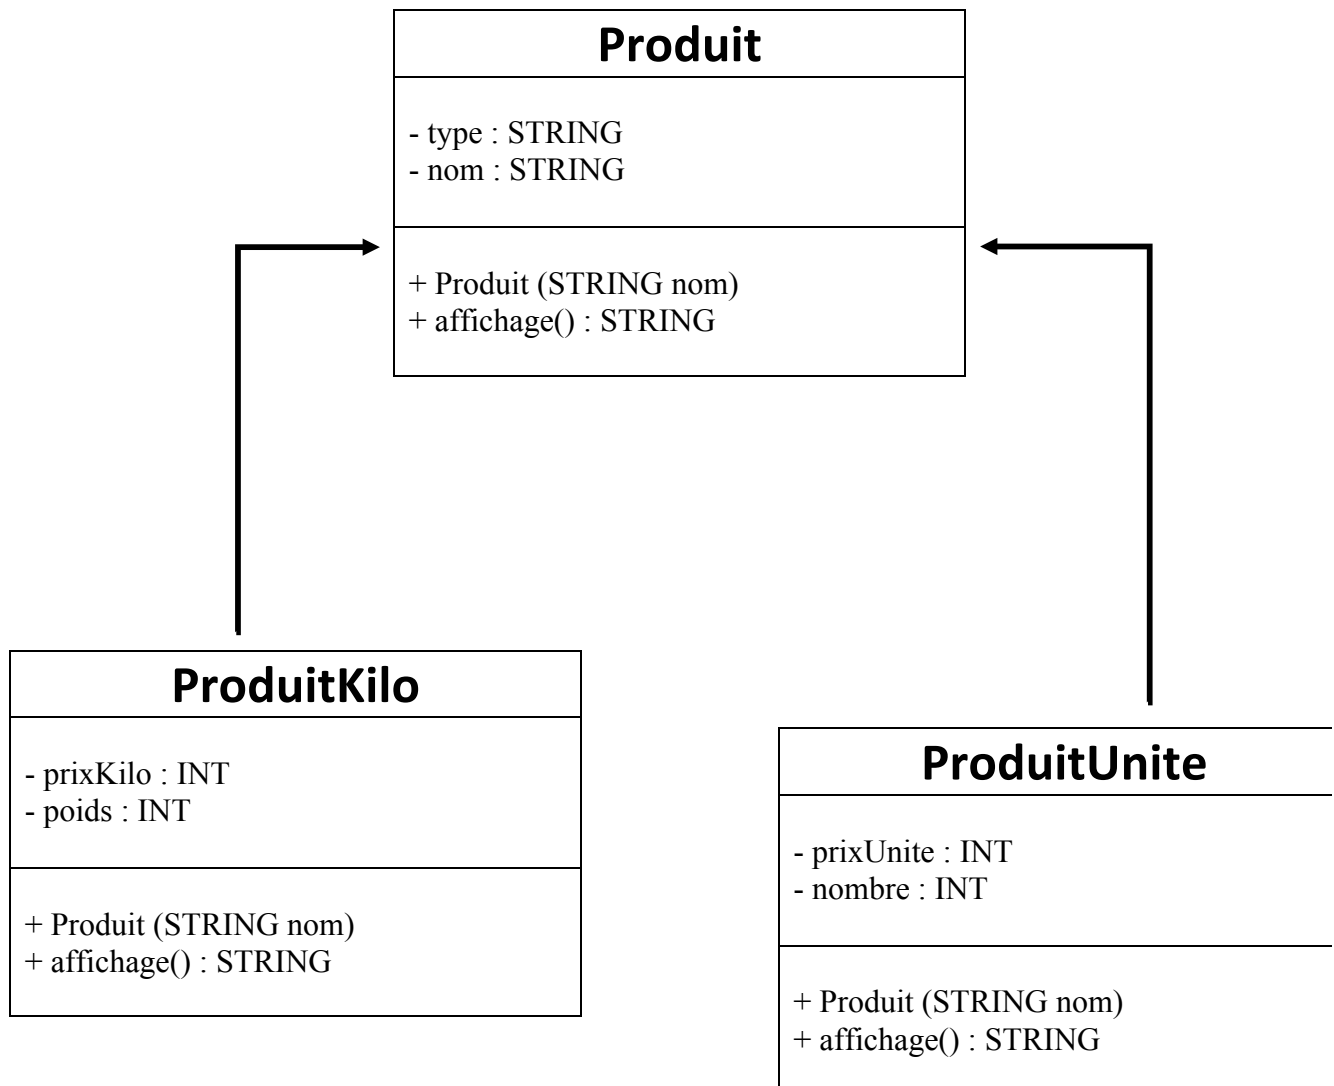 Produit
- type : STRING
- nom : STRING
+ Produit (STRING nom)
+ affichage() : STRING
ProduitKilo
- prixKilo : INT
- poids : INT
+ Produit (STRING nom)
+ affichage() : STRING
ProduitUnite
- prixUnite : INT
- nombre : INT
+ Produit (STRING nom)
+ affichage() : STRING